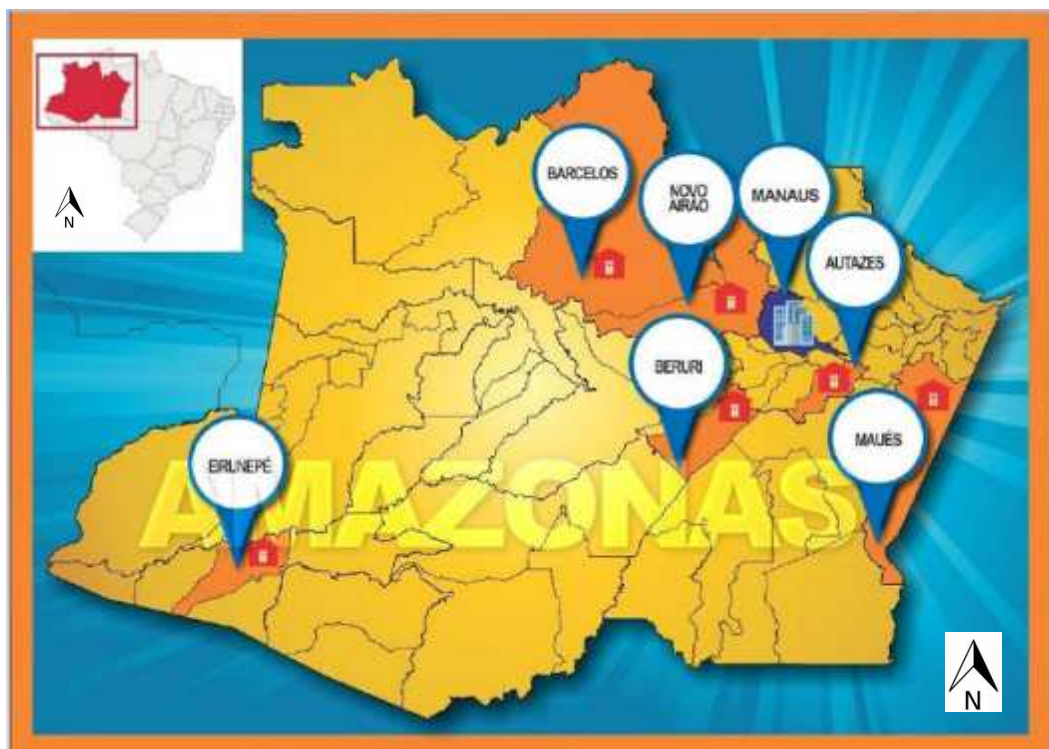 N
BARCELOS
NOVO
AIRÃO
MANAUS
AUTAZES
BERURI
MAUÉS
EIRUNEPÉ
AMAZONAS
N